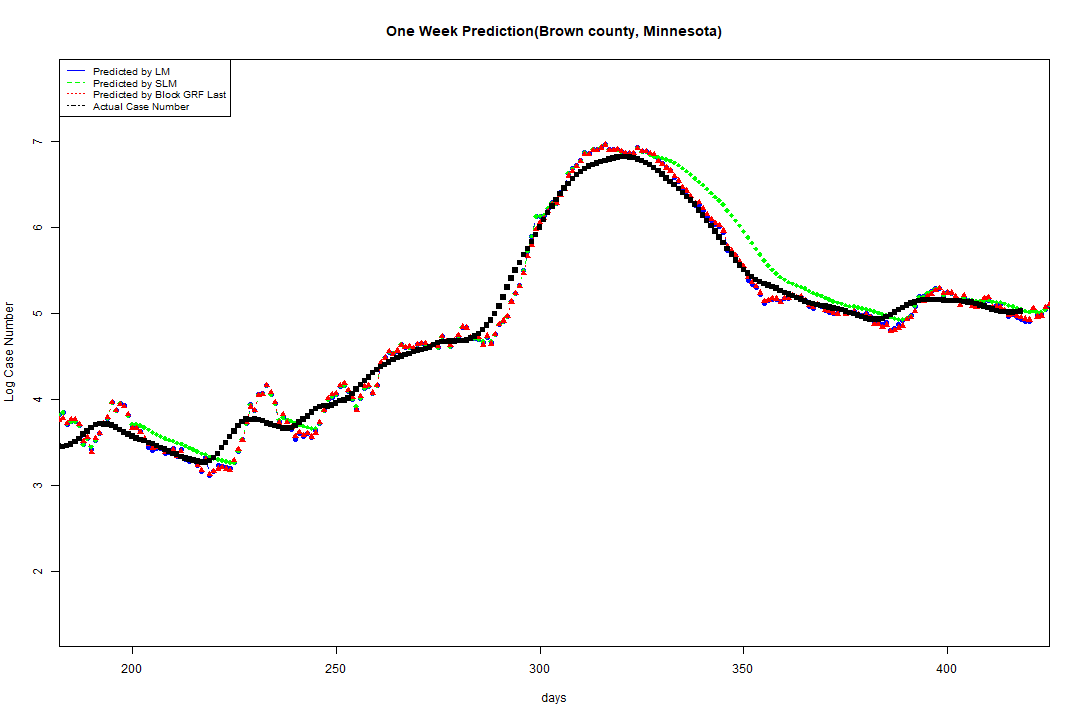 One Week Prediction(Brown county, Minnesota)
Predicted by LM
Predicted by SLM
Predicted by Block GRF Last
Actual Case Number
Log Case Number
7
6
5
4
3
2
200 250 300 350 400
days